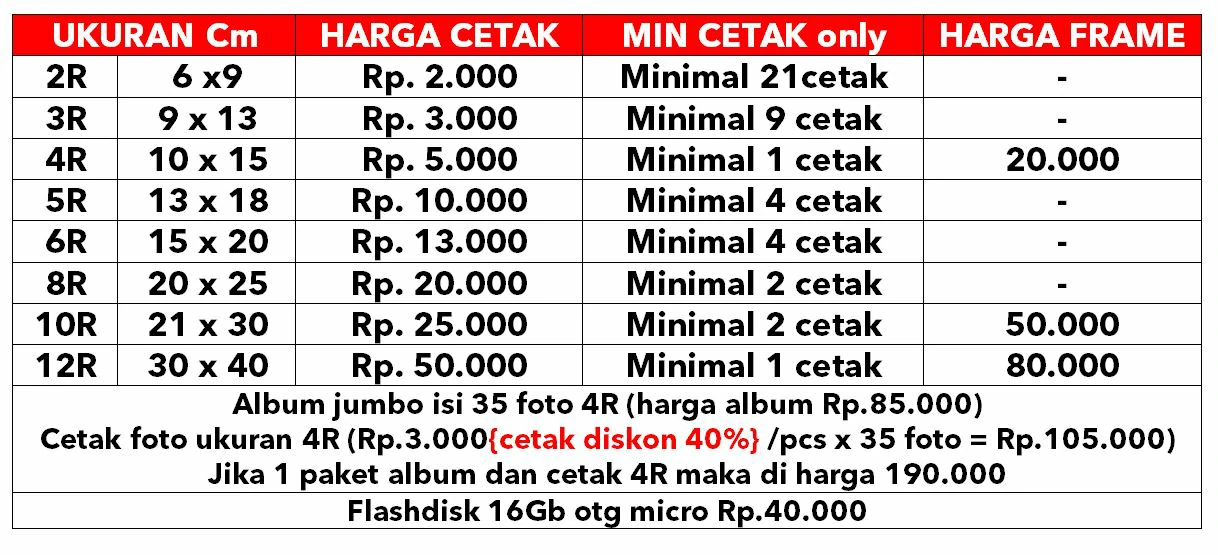 UKURAN Cm HARGA CETAK MIN CETAK only HARGA FRAME
2R 6 x9 Rp. 2.000 Minimal 21cetak -
3R 9 x 13 Rp. 3.000 Minimal 9 cetak -
4R 10 x 15 Rp. 5.000 Minimal 1 cetak 20.000
5R 13 x 18 Rp. 10.000 Minimal 4 cetak -
6R 15 x 20 Rp. 13.000 Minimal 4 cetak -
8R 20 x 25 Rp. 20.000 Minimal 2 cetak -
10R 21 x 30 Rp. 25.000 Minimal 2 cetak 50.000
12R 30 x 40 Rp. 50.000 Minimal 1 cetak 80.000
Album jumbo isi 35 foto 4R (harga album Rp.85.000)
Cetak foto ukuran 4R (Rp.3.000{cetak diskon 40%} /pcs x 35 foto = Rp.105.000)
Jika 1 paket album dan cetak 4R maka di harga 190.000
Flashdisk 16Gb otg micro Rp.40.000